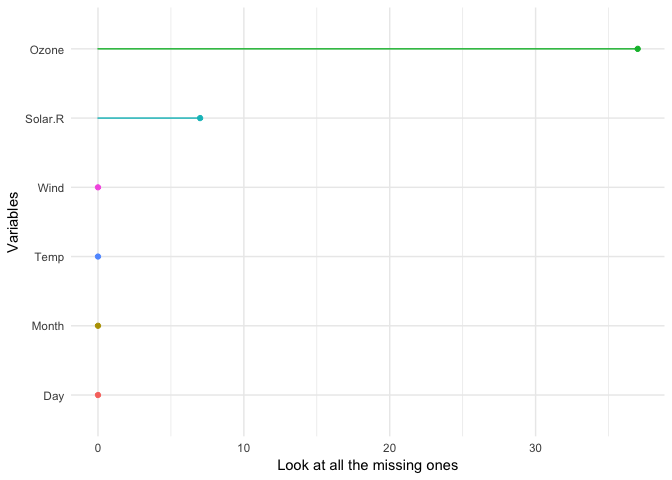 Ozone
Solar.R
Wind
Temp
Month
Day
Variables
0 10 20 30
Look at all the missing ones